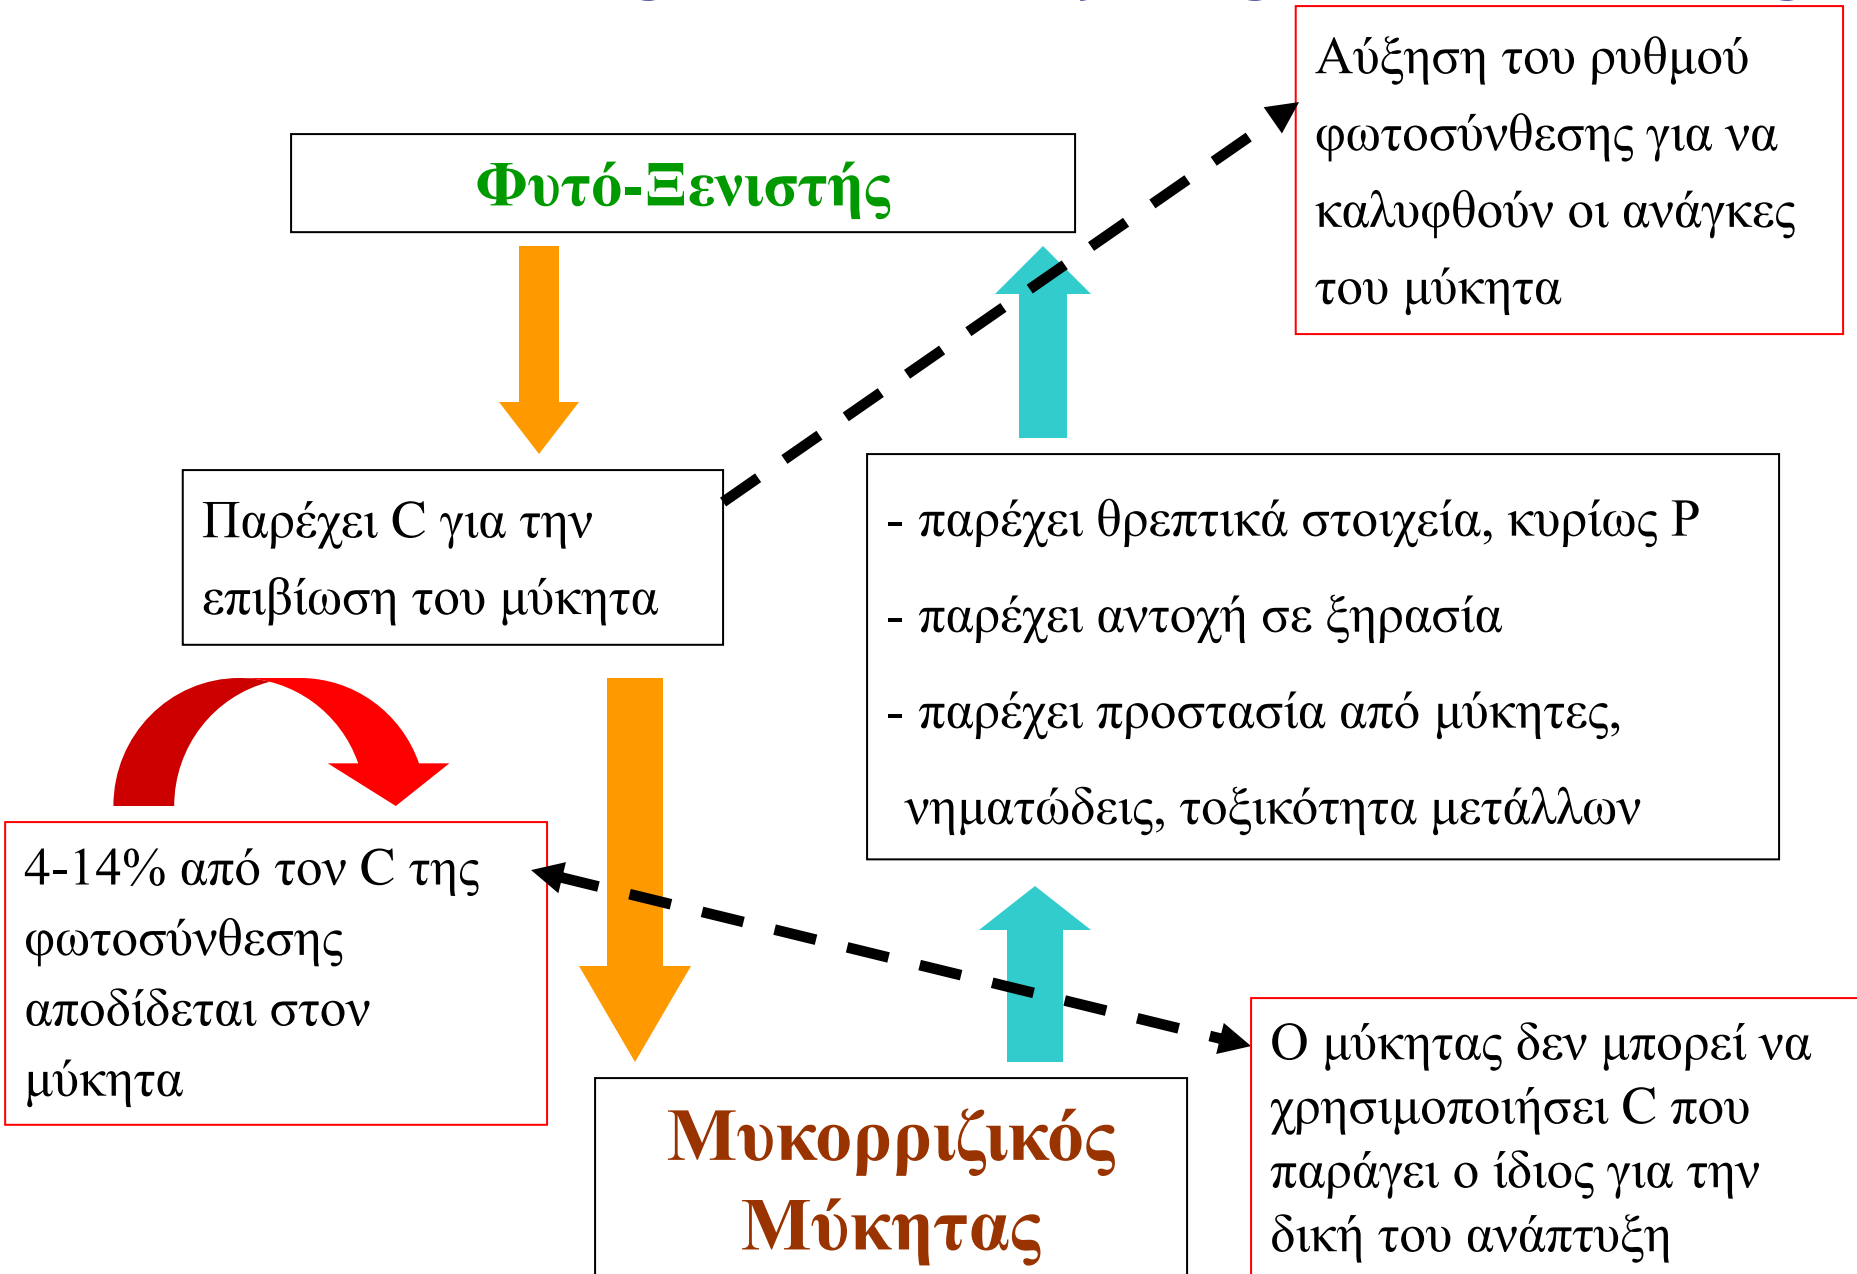 Αύξηση του ρυθμού
φωτοσύνθεσης για να
καλυφθούν οι ανάγκες
του μύκητα
Φυτό-Ξενιστής
Παρέχει C για την
επιβίωση του μύκητα
- παρέχει θρεπτικά στοιχεία, κυρίως P
- παρέχει αντοχή σε ξηρασία
- παρέχει προστασία από μύκητες,
νηματώδεις, τοξικότητα μετάλλων
4-14% από τον C της
φωτοσύνθεσης
αποδίδεται στον
μύκητα
Μυκορριζικός
Μύκητας
Ο μύκητας δεν μπορεί να
χρησιμοποιήσει C που
παράγει ο ίδιος για την
δική του ανάπτυξη